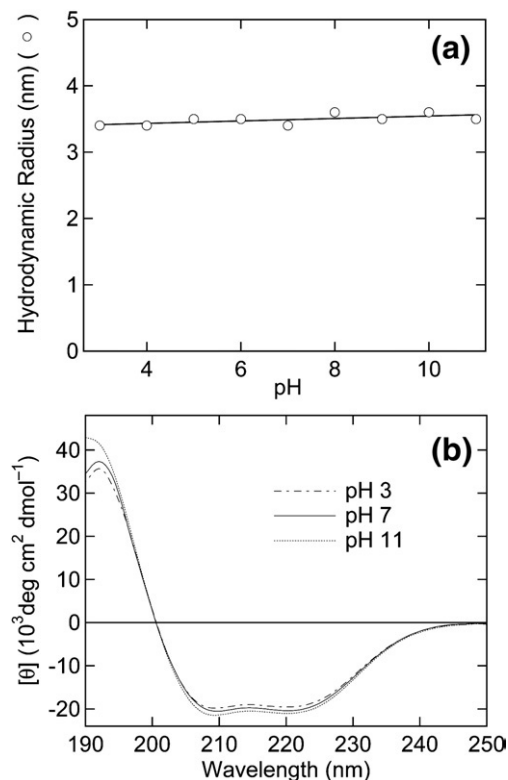 (a)
Hydrodynamic Radius (nm) ( ○ )
5
4
3
2
1
0
4
6
8
10
pH
(b)
[θ] (10³deg cm² dmol⁻¹)
40
30
20
10
0
-10
-20
pH 3
pH 7
pH 11
190
200
210
220
230
240
250
Wavelength (nm)